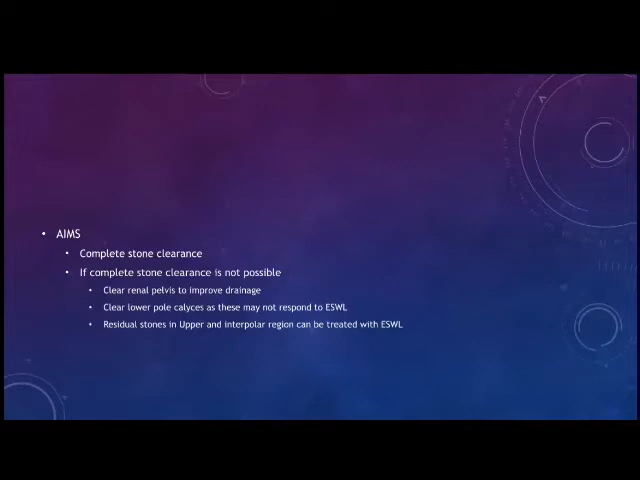 • AIMS
• Complete stone clearance
• If complete stone clearance is not possible
• Clear renal pelvis to improve drainage
• Clear lower pole calyces as these may not respond to ESWL
• Residual stones in Upper and interpolar region can be treated with ESWL